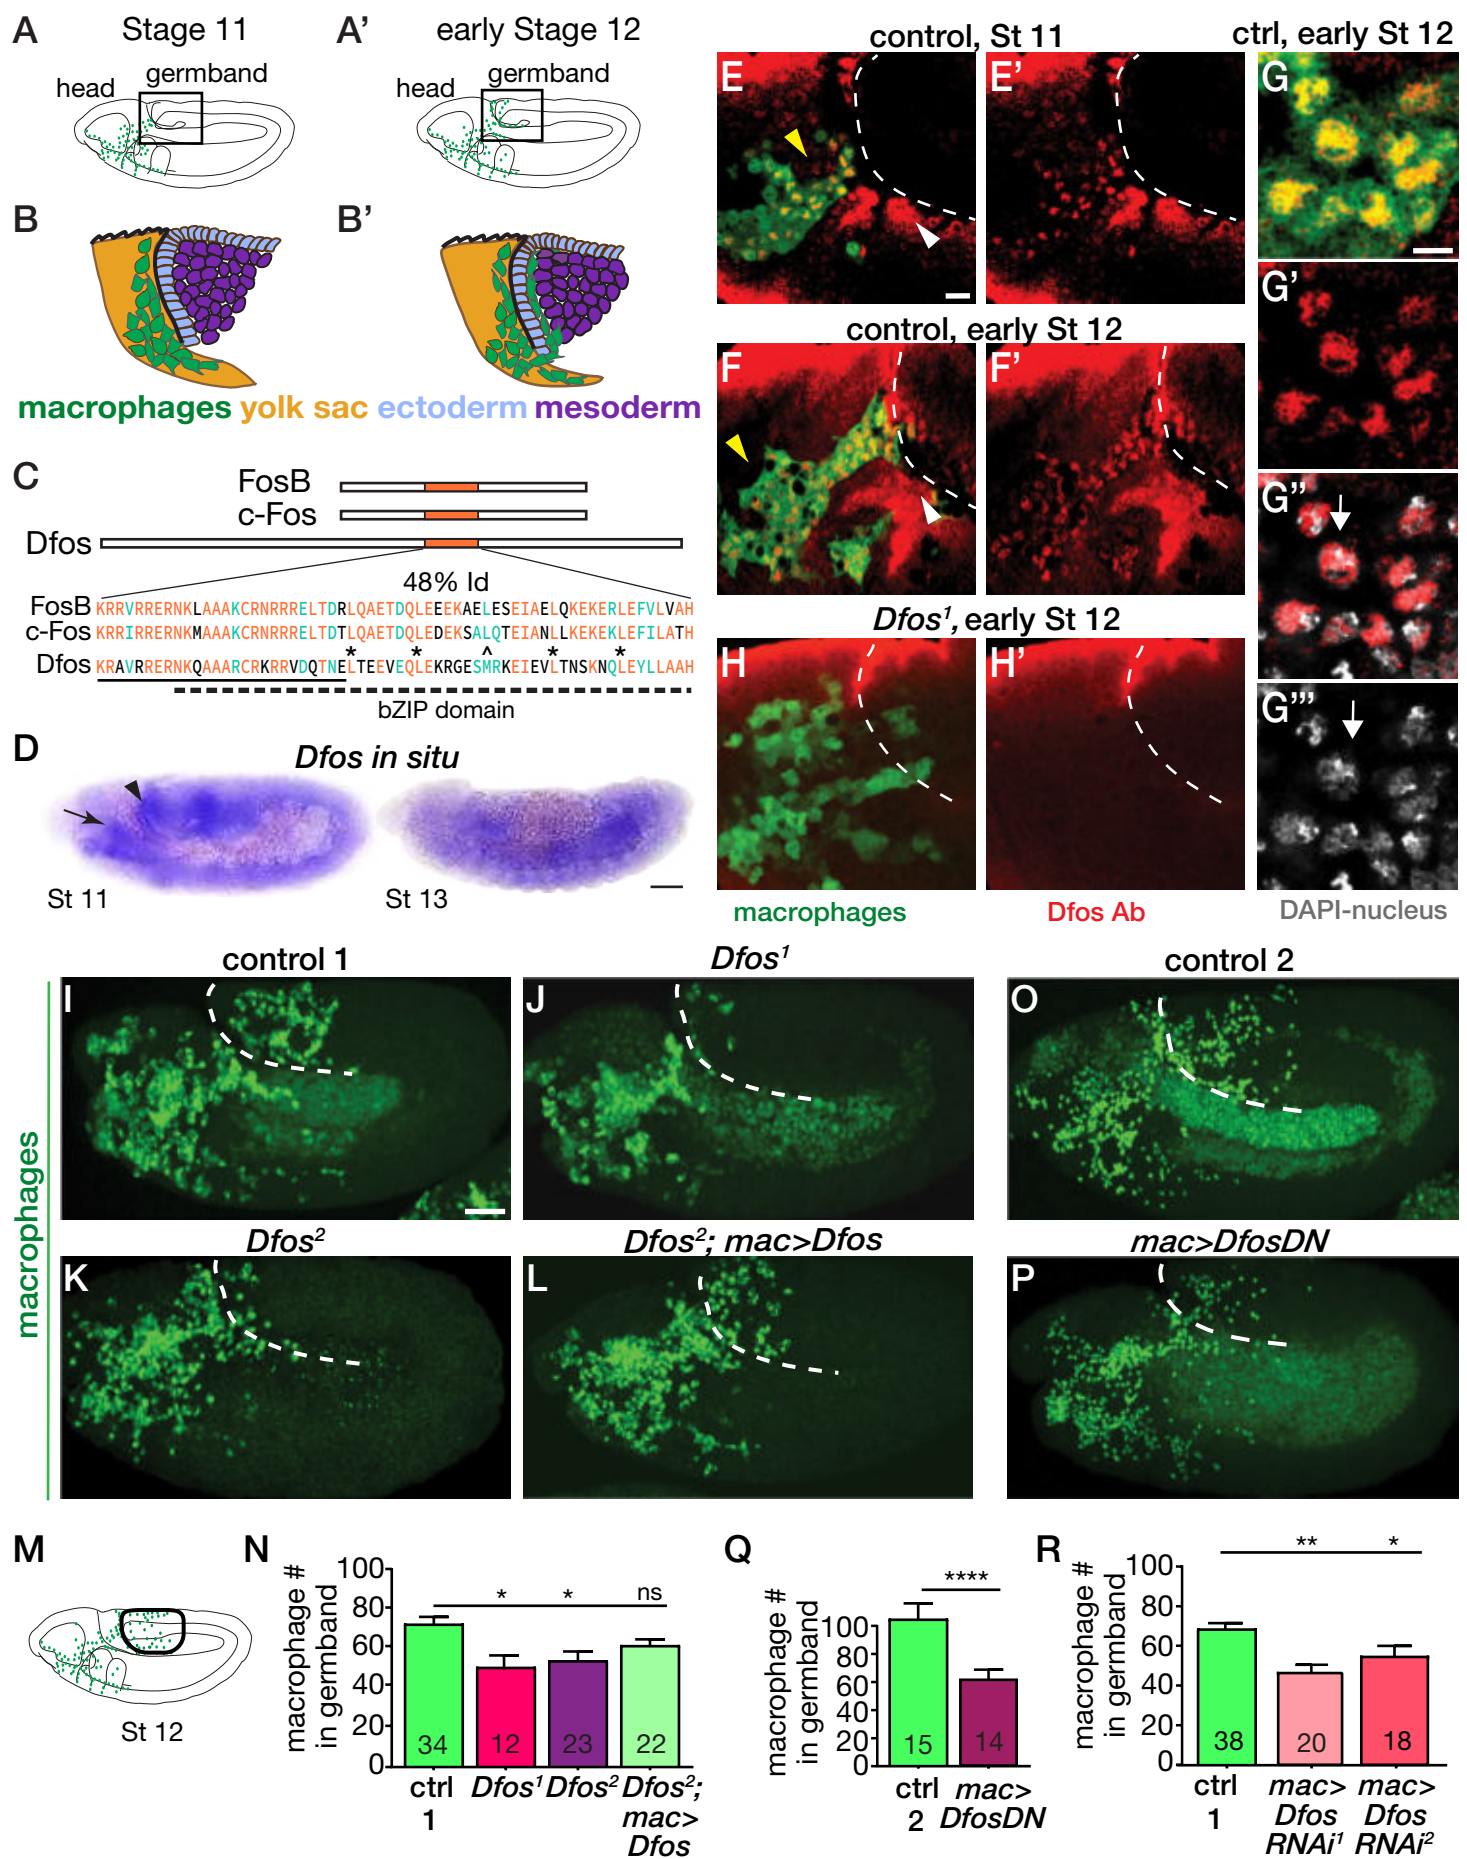 A Stage 11 A' early Stage 12
head germband head germband
B B'
macrophages yolk sac ectoderm mesoderm
C
FosB
c-Fos
Dfos
48% Id
FosB KRRVRRERNKLAAAKCRNRRRELTDRLQAETDQLEEEKAELESEIAELQKEKERLEFVLVAH
c-Fos KRRIRRERNKMAAAKCRNRRRELTDTLQAETDQLEDEKSALQTEIANLLKEKEKLEFILATH
* * ^ * *
Dfos KRAVRRERNKQAAARCRKRRVDQTNELTEEVEQLEKRGESMRKEIEVLTNSKNQLEYLLAAH
bZIP domain
D Dfos in situ
St 11 St 13
control, St 11 ctrl, early St 12
E E' G
G'
control, early St 12
F F' G''
Dfos¹, early St 12
H H' G'''
macrophages Dfos Ab DAPI-nucleus
control 1 Dfos¹ control 2
I J O
Dfos² Dfos²; mac>Dfos mac>DfosDN
K L P
macrophages
M
St 12
N
macrophage #
in germband
100
80
60
40
20
0
* * ns
34 12 23 22
ctrl 1 Dfos¹ Dfos² Dfos²; mac> Dfos
Q
macrophage #
in germband
100
80
60
40
20
0
****
15 14
ctrl 2 mac> DfosDN
R
macrophage #
in germband
100
80
60
40
20
0
** *
38 20 18
ctrl 1 mac> Dfos RNAi¹ mac> Dfos RNAi²